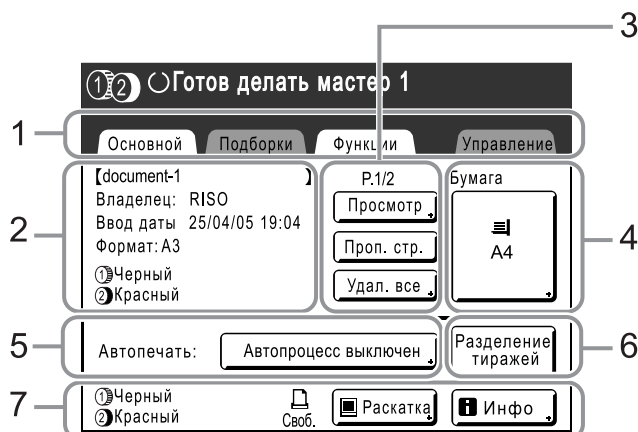 3
①② Готов делать мастер 1
1
Основной Подборки Функции Управление
2
【document-1 】
Владелец: RISO
Ввод даты 25/04/05 19:04
Формат: A3
①Черный
②Красный
P.1/2
Просмотр
Проп. стр.
Удал. все
Бумага
A4
4
5
Автопечать: Автопроцесс выключен
Разделение
тиражей
6
7
①Черный
②Красный
Своб.
Раскатка
Инфо